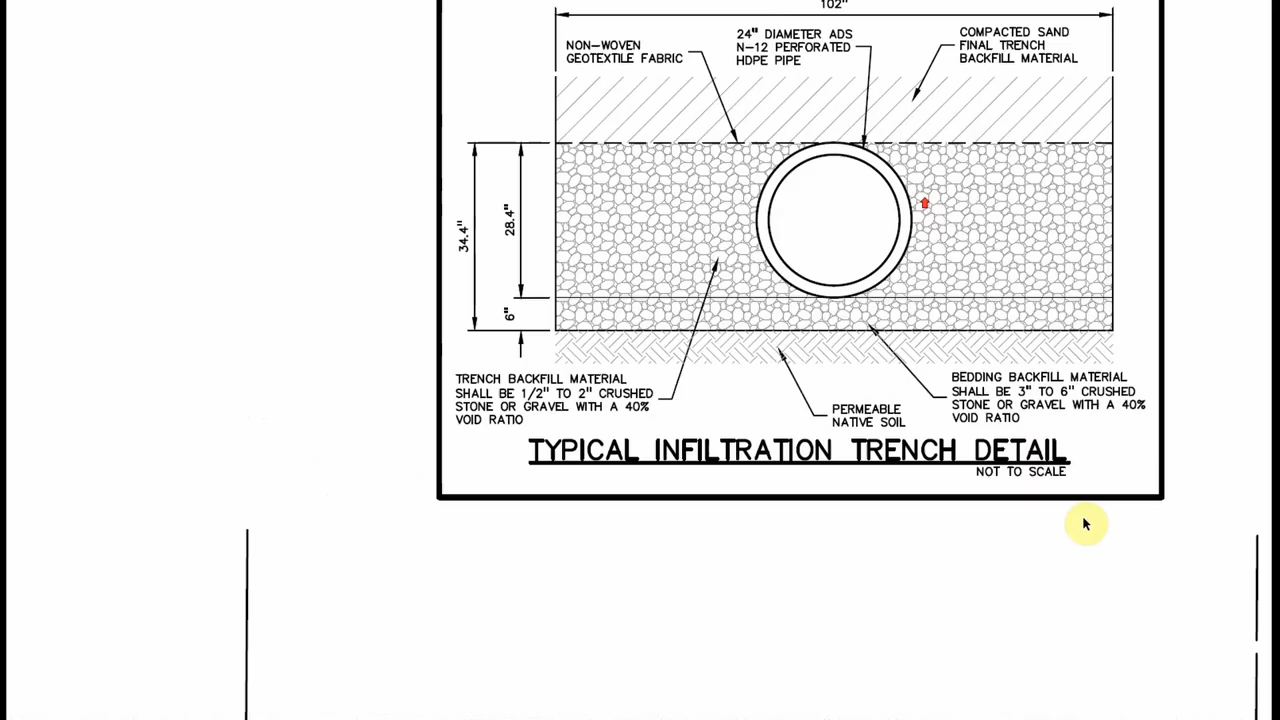 102"
NON-WOVEN
GEOTEXTILE FABRIC
24" DIAMETER ADS
N-12 PERFORATED
HDPE PIPE
COMPACTED SAND
FINAL TRENCH
BACKFILL MATERIAL
34.4"
28.4"
6"
TRENCH BACKFILL MATERIAL
SHALL BE 1/2" TO 2" CRUSHED
STONE OR GRAVEL WITH A 40%
VOID RATIO
PERMEABLE
NATIVE SOIL
BEDDING BACKFILL MATERIAL
SHALL BE 3" TO 6" CRUSHED
STONE OR GRAVEL WITH A 40%
VOID RATIO
TYPICAL INFILTRATION TRENCH DETAIL
NOT TO SCALE